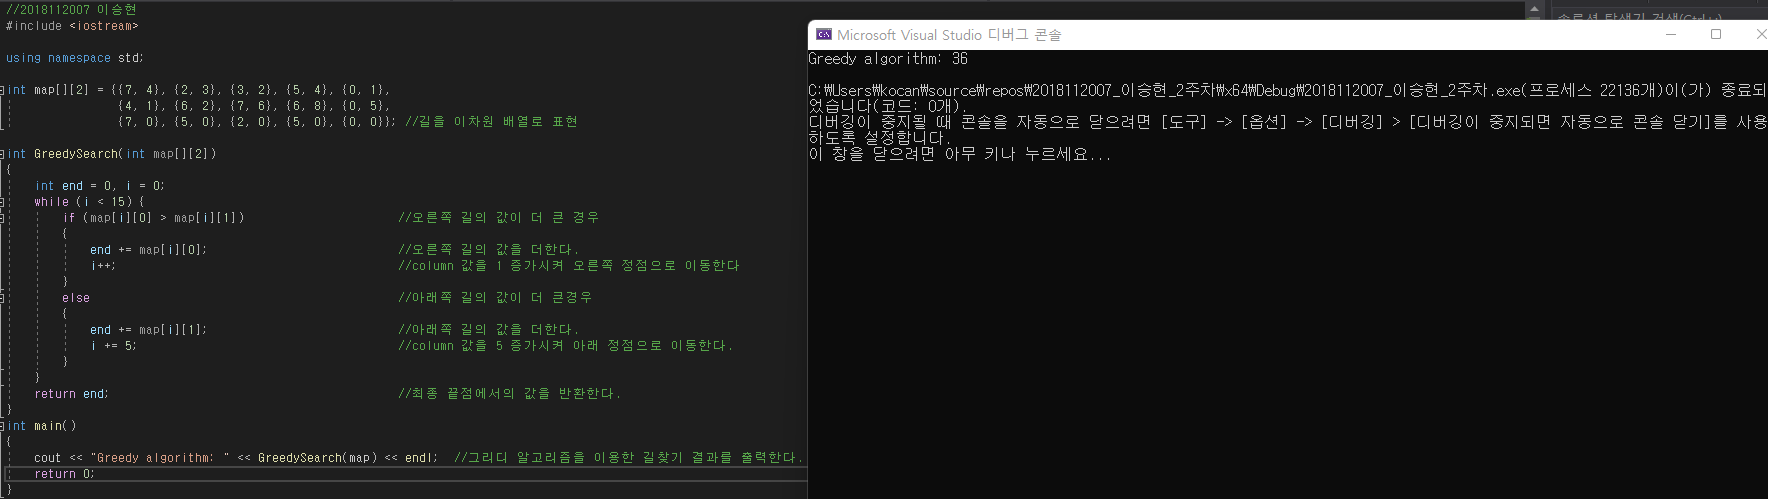 //2018112007 이승현
#include <iostream>
using namespace std;
int map[][2] = {{7, 4}, {2, 3}, {3, 2}, {5, 4}, {0, 1},
{4, 1}, {6, 2}, {7, 6}, {6, 8}, {0, 5},
{7, 0}, {5, 0}, {2, 0}, {5, 0}, {0, 0}}; //길을 이차원 배열로 표현
int GreedySearch(int map[][2])
{
int end = 0, i = 0;
while (i < 15) {
if (map[i][0] > map[i][1]) //오른쪽 길의 값이 더 큰 경우
{
end += map[i][0]; //오른쪽 길의 값을 더한다.
i++; //column 값을 1 증가시켜 오른쪽 정점으로 이동한다
}
else //아래쪽 길의 값이 더 큰경우
{
end += map[i][1]; //아래쪽 길의 값을 더한다.
i += 5; //column 값을 5 증가시켜 아래 정점으로 이동한다.
}
}
return end; //최종 끝점에서의 값을 반환한다.
}
int main()
{
cout << "Greedy algorithm: " << GreedySearch(map) << endl; //그리디 알고리즘을 이용한 길찾기 결과를 출력한다.
return 0;
}
솔루션 탐색기 검색(Ctrl+;)
Microsoft Visual Studio 디버그 콘솔
Greedy algorithm: 36
C:₩Users₩kocan₩source₩repos₩2018112007_이승현_2주차₩x64₩Debug₩2018112007_이승현_2주차.exe(프로세스 22136개)이(가) 종료되
었습니다(코드: 0개).
디버깅이 중지될 때 콘솔을 자동으로 닫으려면 [도구] -> [옵션] -> [디버깅] > [디버깅이 중지되면 자동으로 콘솔 닫기]를 사용
하도록 설정합니다.
이 창을 닫으려면 아무 키나 누르세요...